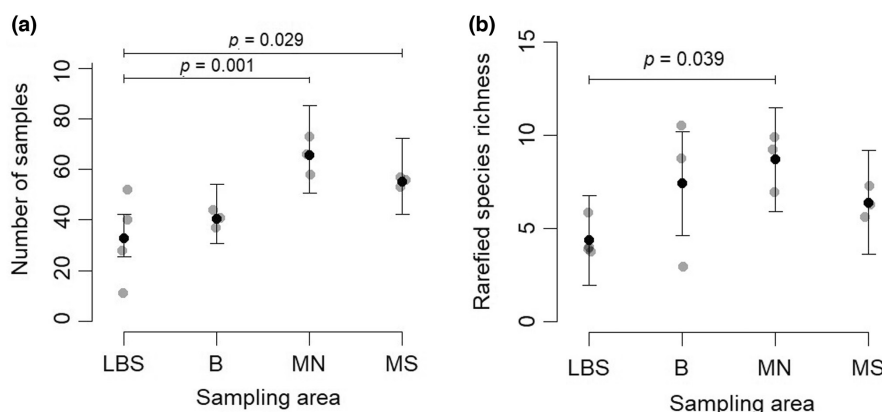 (a)
p = 0.029
p = 0.001
Number of samples
10
80
60
40
20
0
LBS B MN MS
Sampling area
(b)
p = 0.039
Rarefied species richness
15
10
5
0
LBS B MN MS
Sampling area